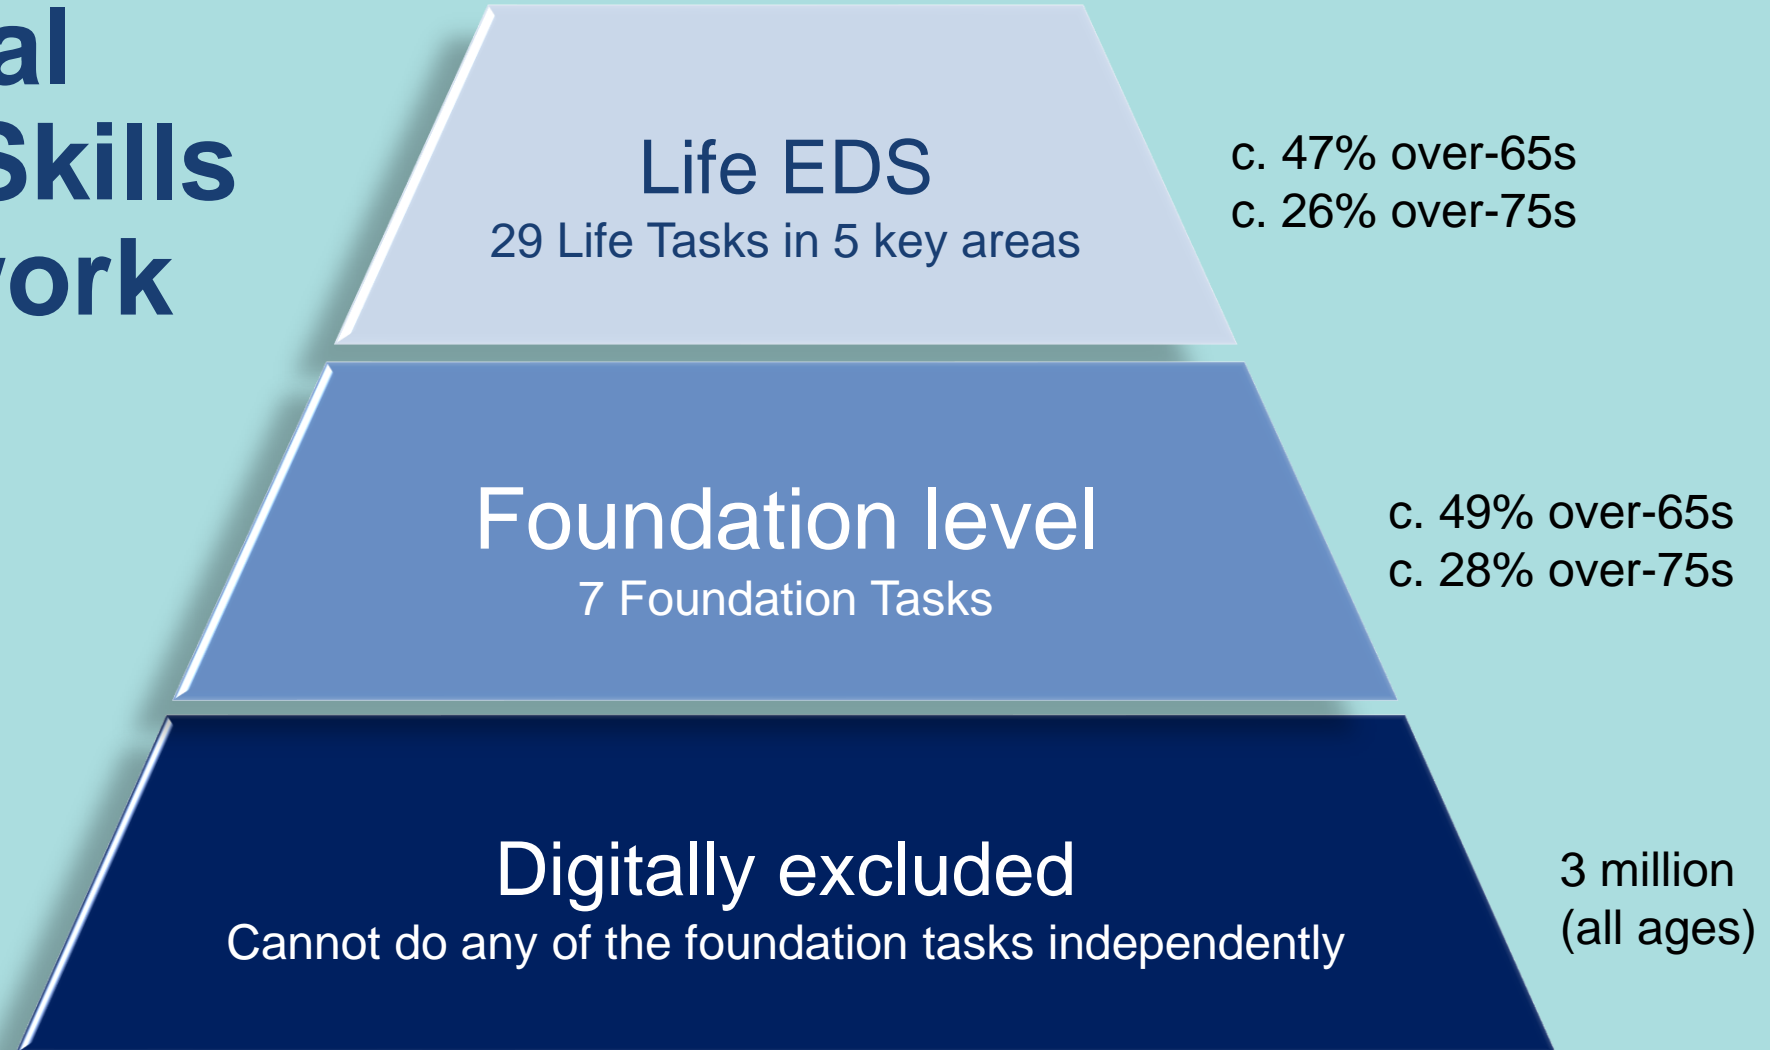 al
Skills
work
Life EDS
29 Life Tasks in 5 key areas
c. 47% over-65s
c. 26% over-75s
Foundation level
7 Foundation Tasks
c. 49% over-65s
c. 28% over-75s
Digitally excluded
Cannot do any of the foundation tasks independently
3 million
(all ages)